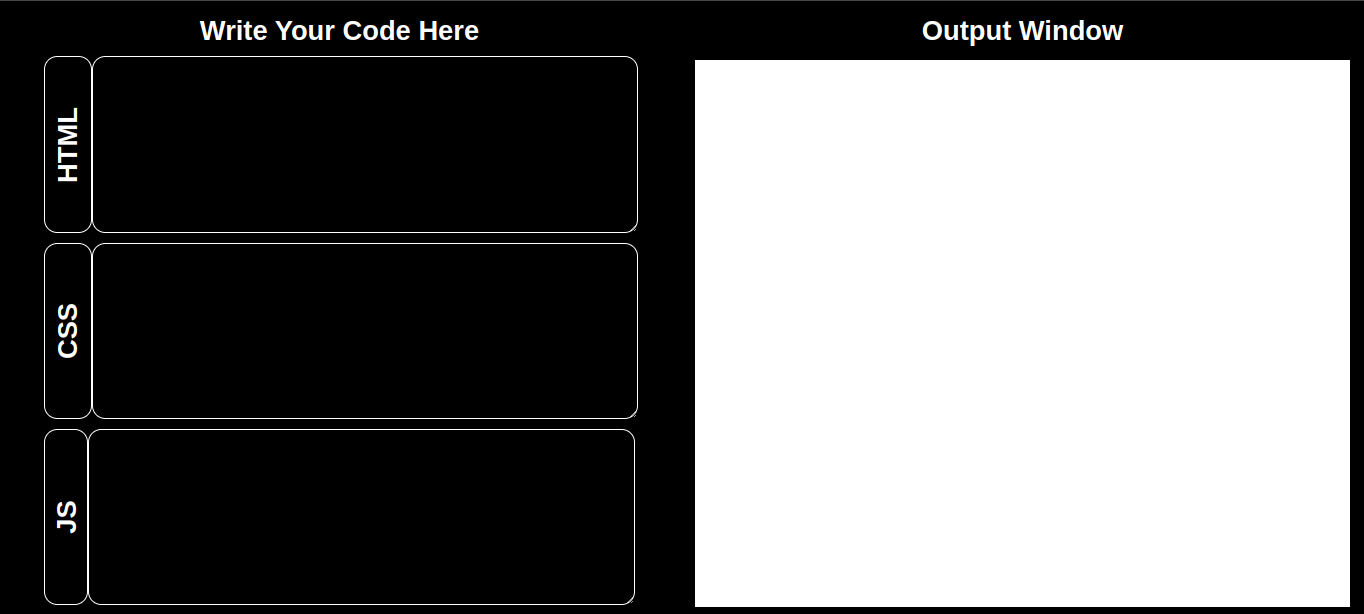 Write Your Code Here
Output Window
HTML
CSS
JS